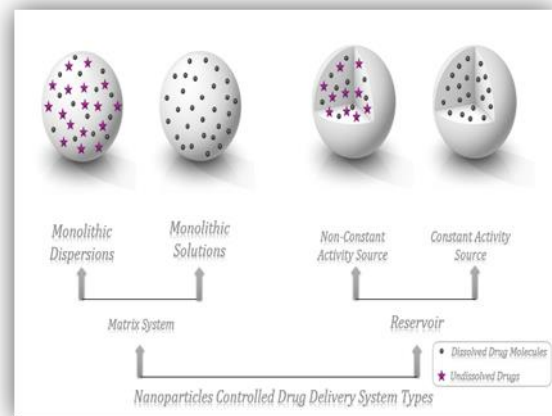 Monolithic
Dispersions
Monolithic
Solutions
Non-Constant
Activity Source
Constant Activity
Source
Matrix System
Reservoir
Dissolved Drug Molecules
Undissolved Drugs
Nanoparticles Controlled Drug Delivery System Types